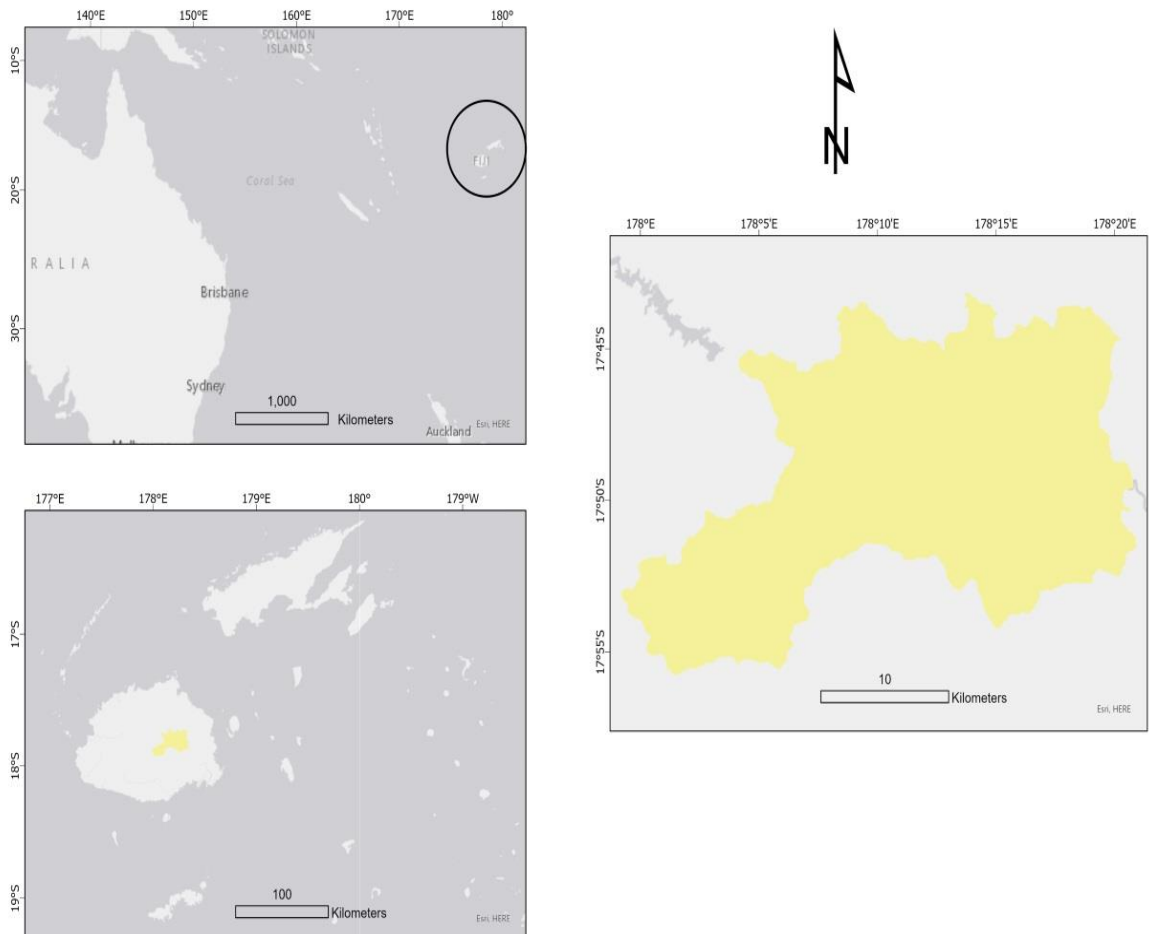 140°E 150°E 160°E 170°E 180°
10°S
20°S
30°S
SOLOMON
ISLANDS
FIJI
Coral Sea
RALIA
Brisbane
Sydney
Auckland
1,000
Kilometers
Esri, HERE
N
178°E 178°5'E 178°10'E 178°15'E 178°20'E
17°45'S
17°50'S
17°55'S
10
Kilometers
Esri, HERE
177°E 178°E 179°E 180° 179°W
17°S
18°S
19°S
100
Kilometers
Esri, HERE